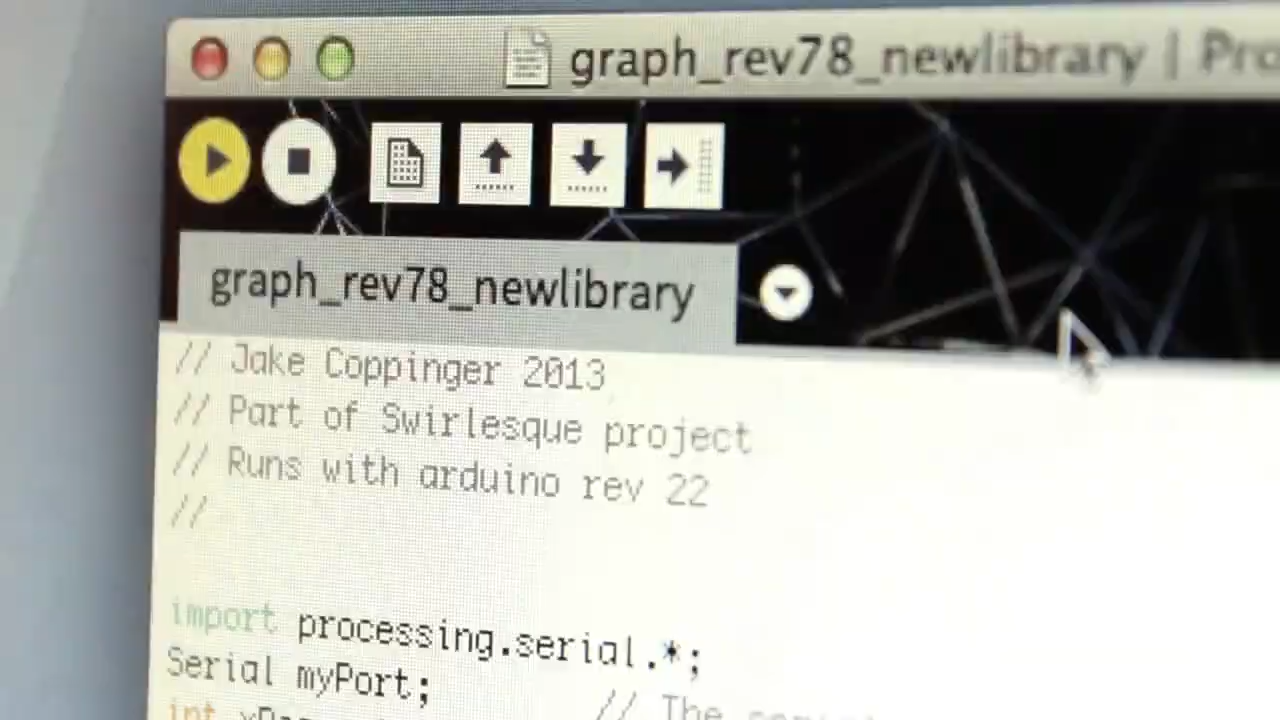 graph_rev78_newlibrary | Pro
graph_rev78_newlibrary
// Jake Coppinger 2013
// Part of Swirlesque project
// Runs with arduino rev 22
//
import processing.serial.*;
Serial myPort; // The
int